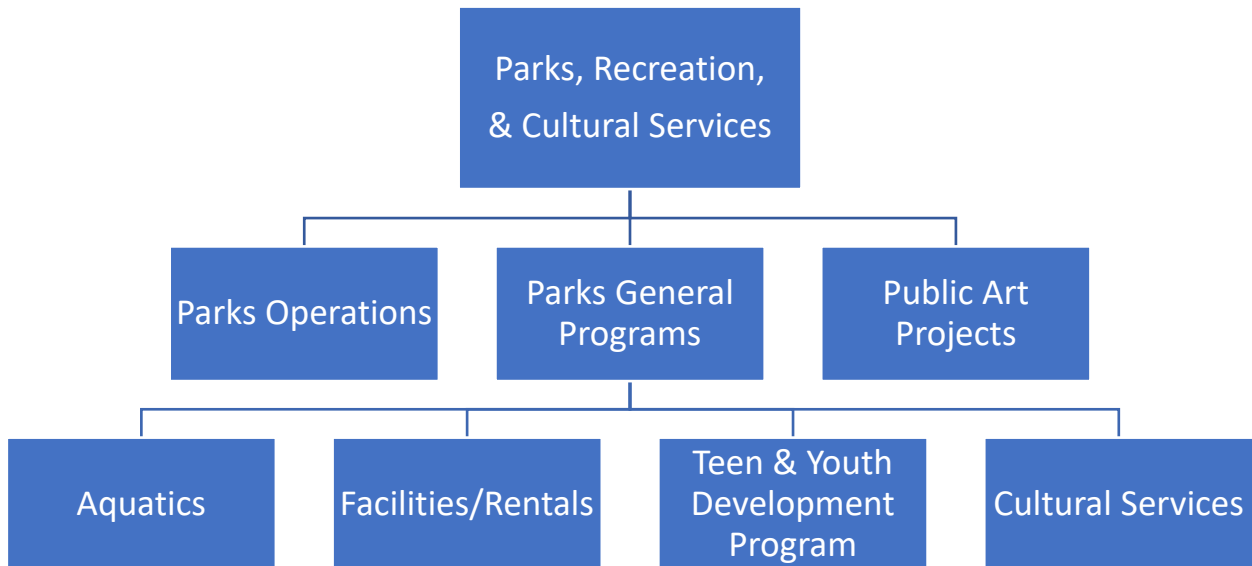 Parks, Recreation,
& Cultural Services
Parks Operations
Parks General
Programs
Public Art
Projects
Aquatics
Facilities/Rentals
Teen & Youth
Development
Program
Cultural Services